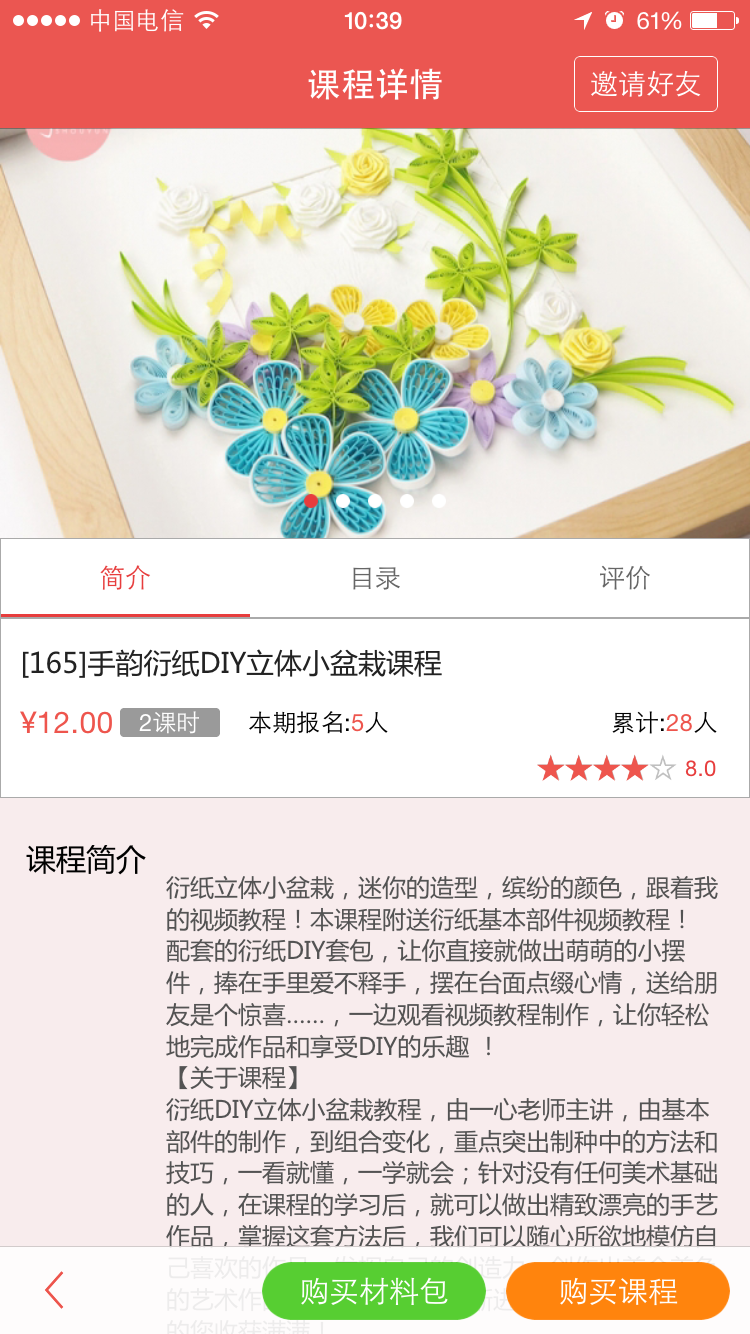 中国电信 10:39 61%
课程详情 邀请好友
简介 目录 评价
[165]手韵衍纸DIY立体小盆栽课程
¥12.00 2课时 本期报名:5人 累计:28人
8.0
课程简介
衍纸立体小盆栽，迷你的造型，缤纷的颜色，跟着我
的视频教程！本课程附送衍纸基本部件视频教程！
配套的衍纸DIY套包，让你直接就做出萌萌的小摆
件，捧在手里爱不释手，摆在台面点缀心情，送给朋
友是个惊喜......，一边观看视频教程制作，让你轻松
地完成作品和享受DIY的乐趣 ！
【关于课程】
衍纸DIY立体小盆栽教程，由一心老师主讲，由基本
部件的制作，到组合变化，重点突出制种中的方法和
技巧，一看就懂，一学就会；针对没有任何美术基础
的人，在课程的学习后，就可以做出精致漂亮的手艺
作品，掌握这套方法后，我们可以随心所欲地模仿自
己喜欢的
的艺术作
的您收获满满！
购买材料包 购买课程